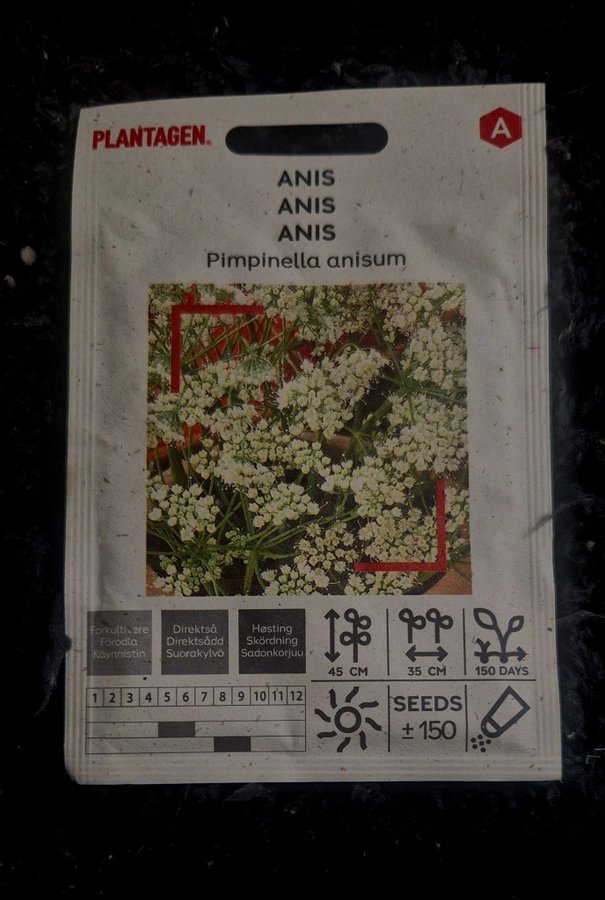 PLANTAGEN®
A
ANIS
ANIS
ANIS
Pimpinella anisum
Forkultivere
Förodla
Käynnistin
Direktså
Direktsådd
Suorakylvö
Høsting
Skördning
Sadonkorjuu
45 CM
35 CM
150 DAYS
1 2 3 4 5 6 7 8 9 10 11 12
SEEDS
± 150